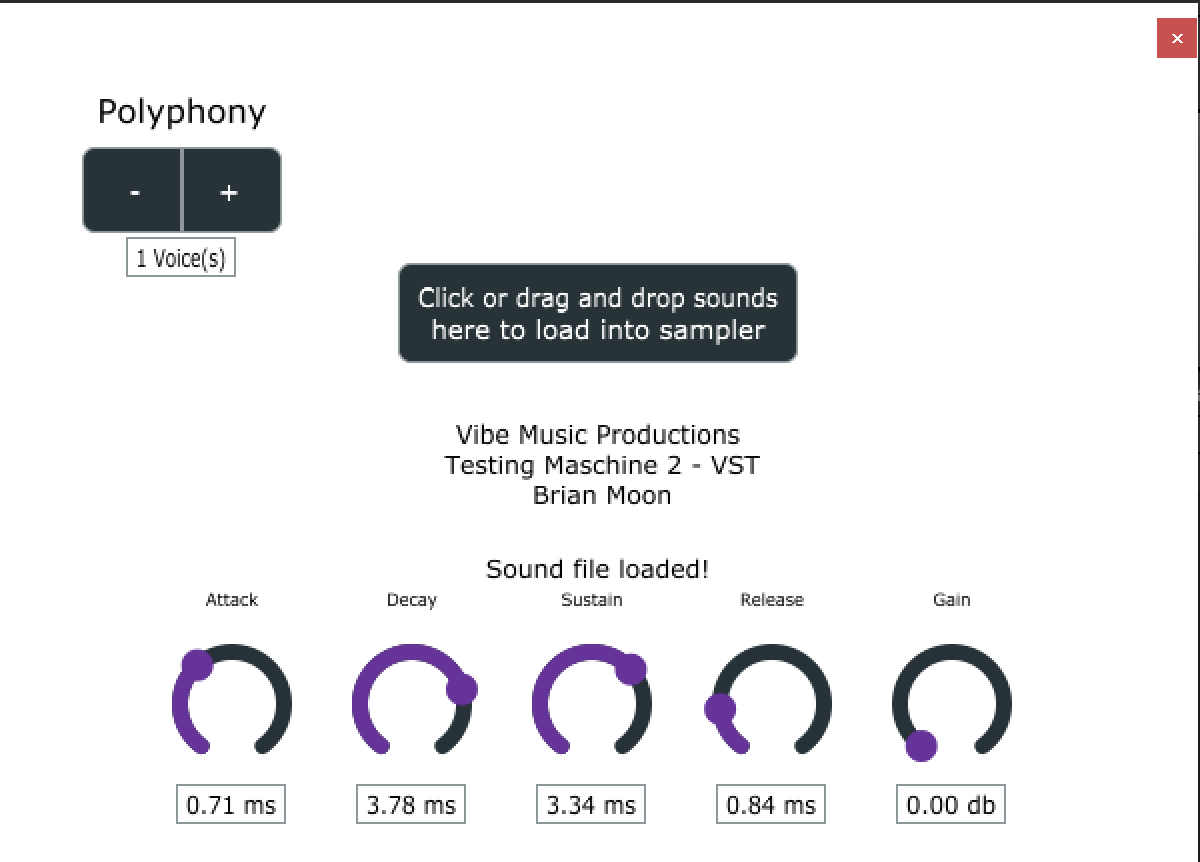 ×
Polyphony
- +
1 Voice(s)
Click or drag and drop sounds
here to load into sampler
Vibe Music Productions
Testing Maschine 2 - VST
Brian Moon
Sound file loaded!
Attack Decay Sustain Release Gain
0.71 ms 3.78 ms 3.34 ms 0.84 ms 0.00 db